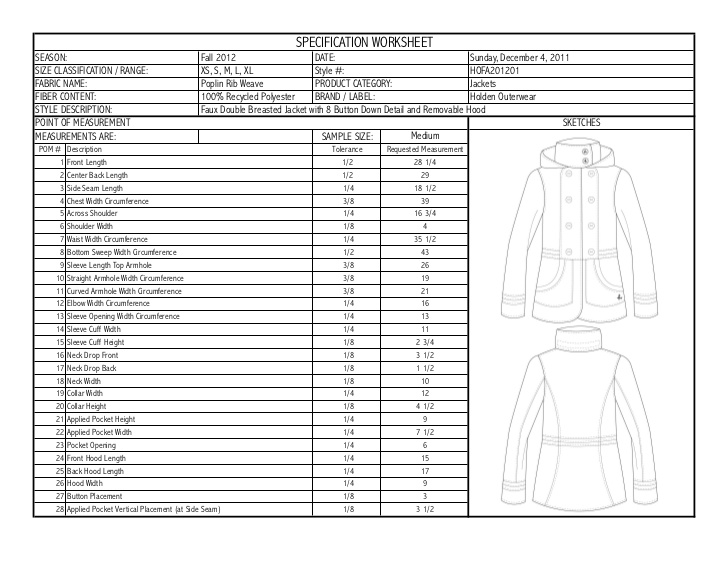 SPECIFICATION WORKSHEET
SEASON: Fall 2012 DATE: Sunday, December 4, 2011
SIZE CLASSIFICATION / RANGE: XS, S, M, L, XL Style #: HOFA201201
FABRIC NAME: Poplin Rib Weave PRODUCT CATEGORY: Jackets
FIBER CONTENT: 100% Recycled Polyester BRAND / LABEL: Holden Outerwear
STYLE DESCRIPTION: Faux Double Breasted Jacket with 8 Button Down Detail and Removable Hood
POINT OF MEASUREMENT SKETCHES
MEASUREMENTS ARE: SAMPLE SIZE: Medium
POM # Description Tolerance Requested Measurement
1 Front Length 1/2 28 1/4
2 Center Back Length 1/2 29
3 Side Seam Length 1/4 18 1/2
4 Chest Width Circumference 3/8 39
5 Across Shoulder 1/4 16 3/4
6 Shoulder Width 1/8 4
7 Waist Width Circumference 1/4 35 1/2
8 Bottom Sweep Width Circumference 1/2 43
9 Sleeve Length Top Armhole 3/8 26
10 Straight Armhole Width Circumference 3/8 19
11 Curved Armhole Width Circumference 3/8 21
12 Elbow Width Circumference 1/4 16
13 Sleeve Opening Width Circumference 1/4 13
14 Sleeve Cuff Width 1/4 11
15 Sleeve Cuff Height 1/8 2 3/4
16 Neck Drop Front 1/8 3 1/2
17 Neck Drop Back 1/8 1 1/2
18 Neck Width 1/8 10
19 Collar Width 1/4 12
20 Collar Height 1/8 4 1/2
21 Applied Pocket Height 1/4 9
22 Applied Pocket Width 1/4 7 1/2
23 Pocket Opening 1/4 6
24 Front Hood Length 1/4 15
25 Back Hood Length 1/4 17
26 Hood Width 1/4 9
27 Button Placement 1/8 3
28 Applied Pocket Vertical Placement (at Side Seam) 1/8 3 1/2